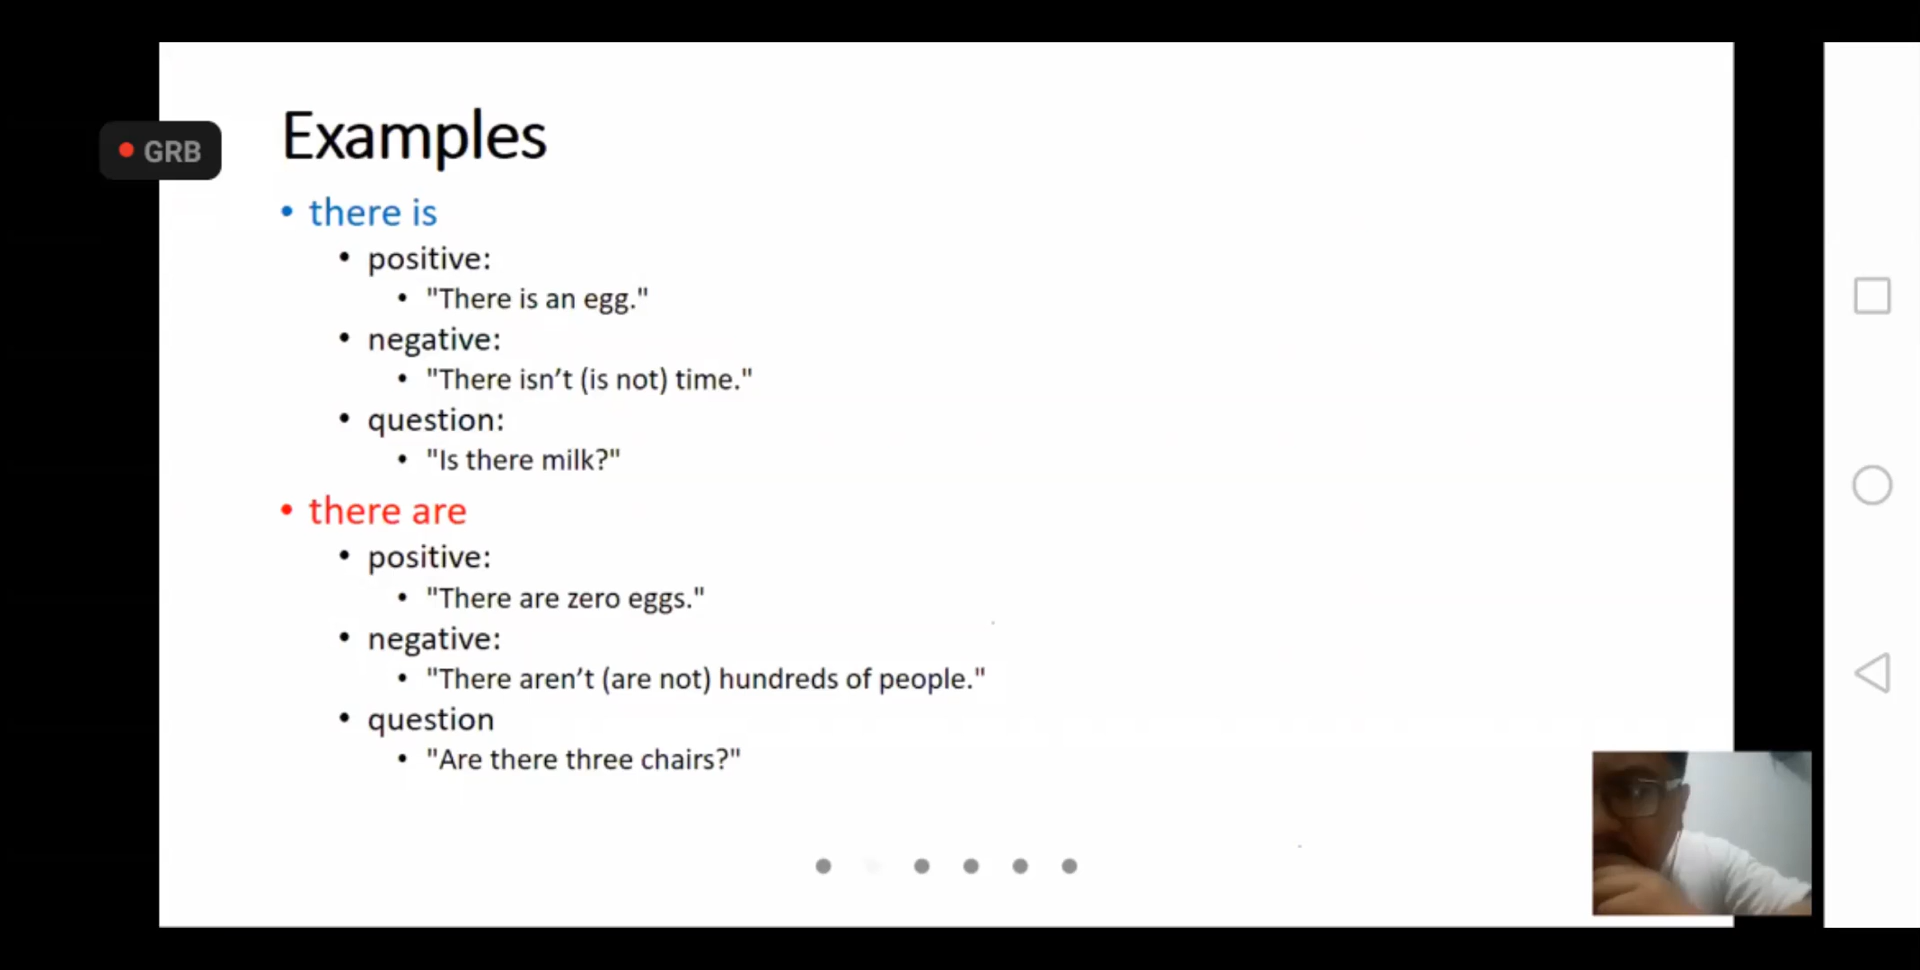 Examples
GRB
• there is
• positive:
• "There is an egg."
• negative:
• "There isn’t (is not) time."
• question:
• "Is there milk?"
• there are
• positive:
• "There are zero eggs."
• negative:
• "There aren’t (are not) hundreds of people."
• question
• "Are there three chairs?"